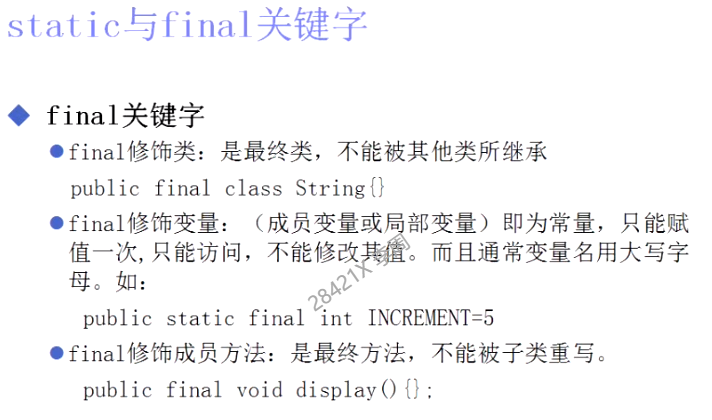 static与final关键字
final关键字
final修饰类：是最终类，不能被其他类所继承
public final class String{}
final修饰变量：（成员变量或局部变量）即为常量，只能赋
值一次,只能访问，不能修改其值。而且通常变量名用大写字
母。如：
public static final int INCREMENT=5
final修饰成员方法：是最终方法，不能被子类重写。
public final void display(){};
28421X